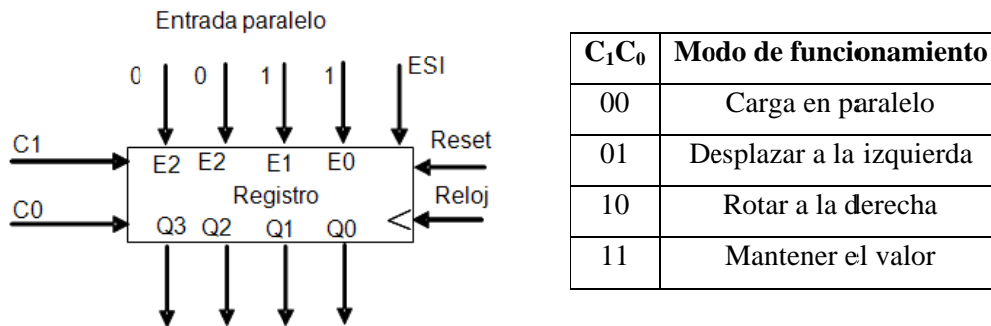 Entrada paralelo
0 0 1 1 ESI
C1 E2 E2 E1 E0 Reset
C0 Registro Reloj
Q3 Q2 Q1 Q0
C₁C₀ Modo de funcionamiento
00 Carga en paralelo
01 Desplazar a la izquierda
10 Rotar a la derecha
11 Mantener el valor